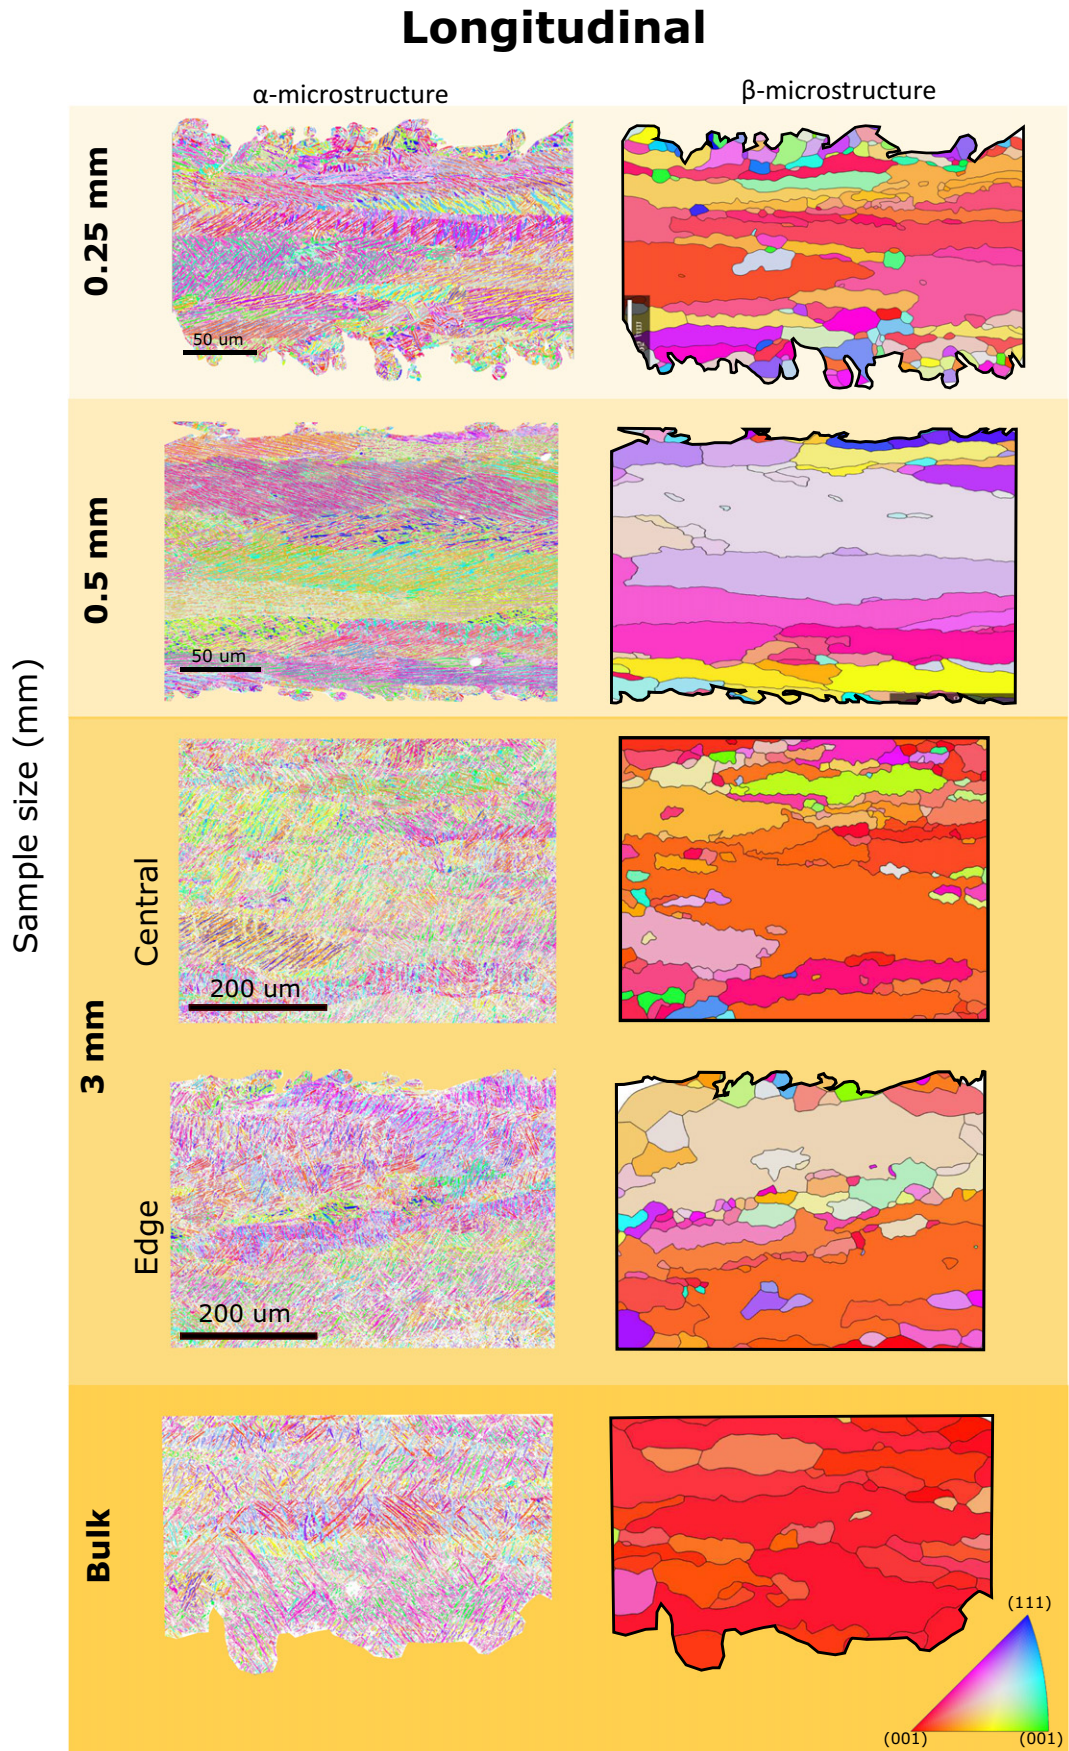 Longitudinal
α-microstructure
β-microstructure
Sample size (mm)
0.25 mm
50 um
0.5 mm
50 um
3 mm
Central
200 um
Edge
200 um
Bulk
(111)
(001)
(001)